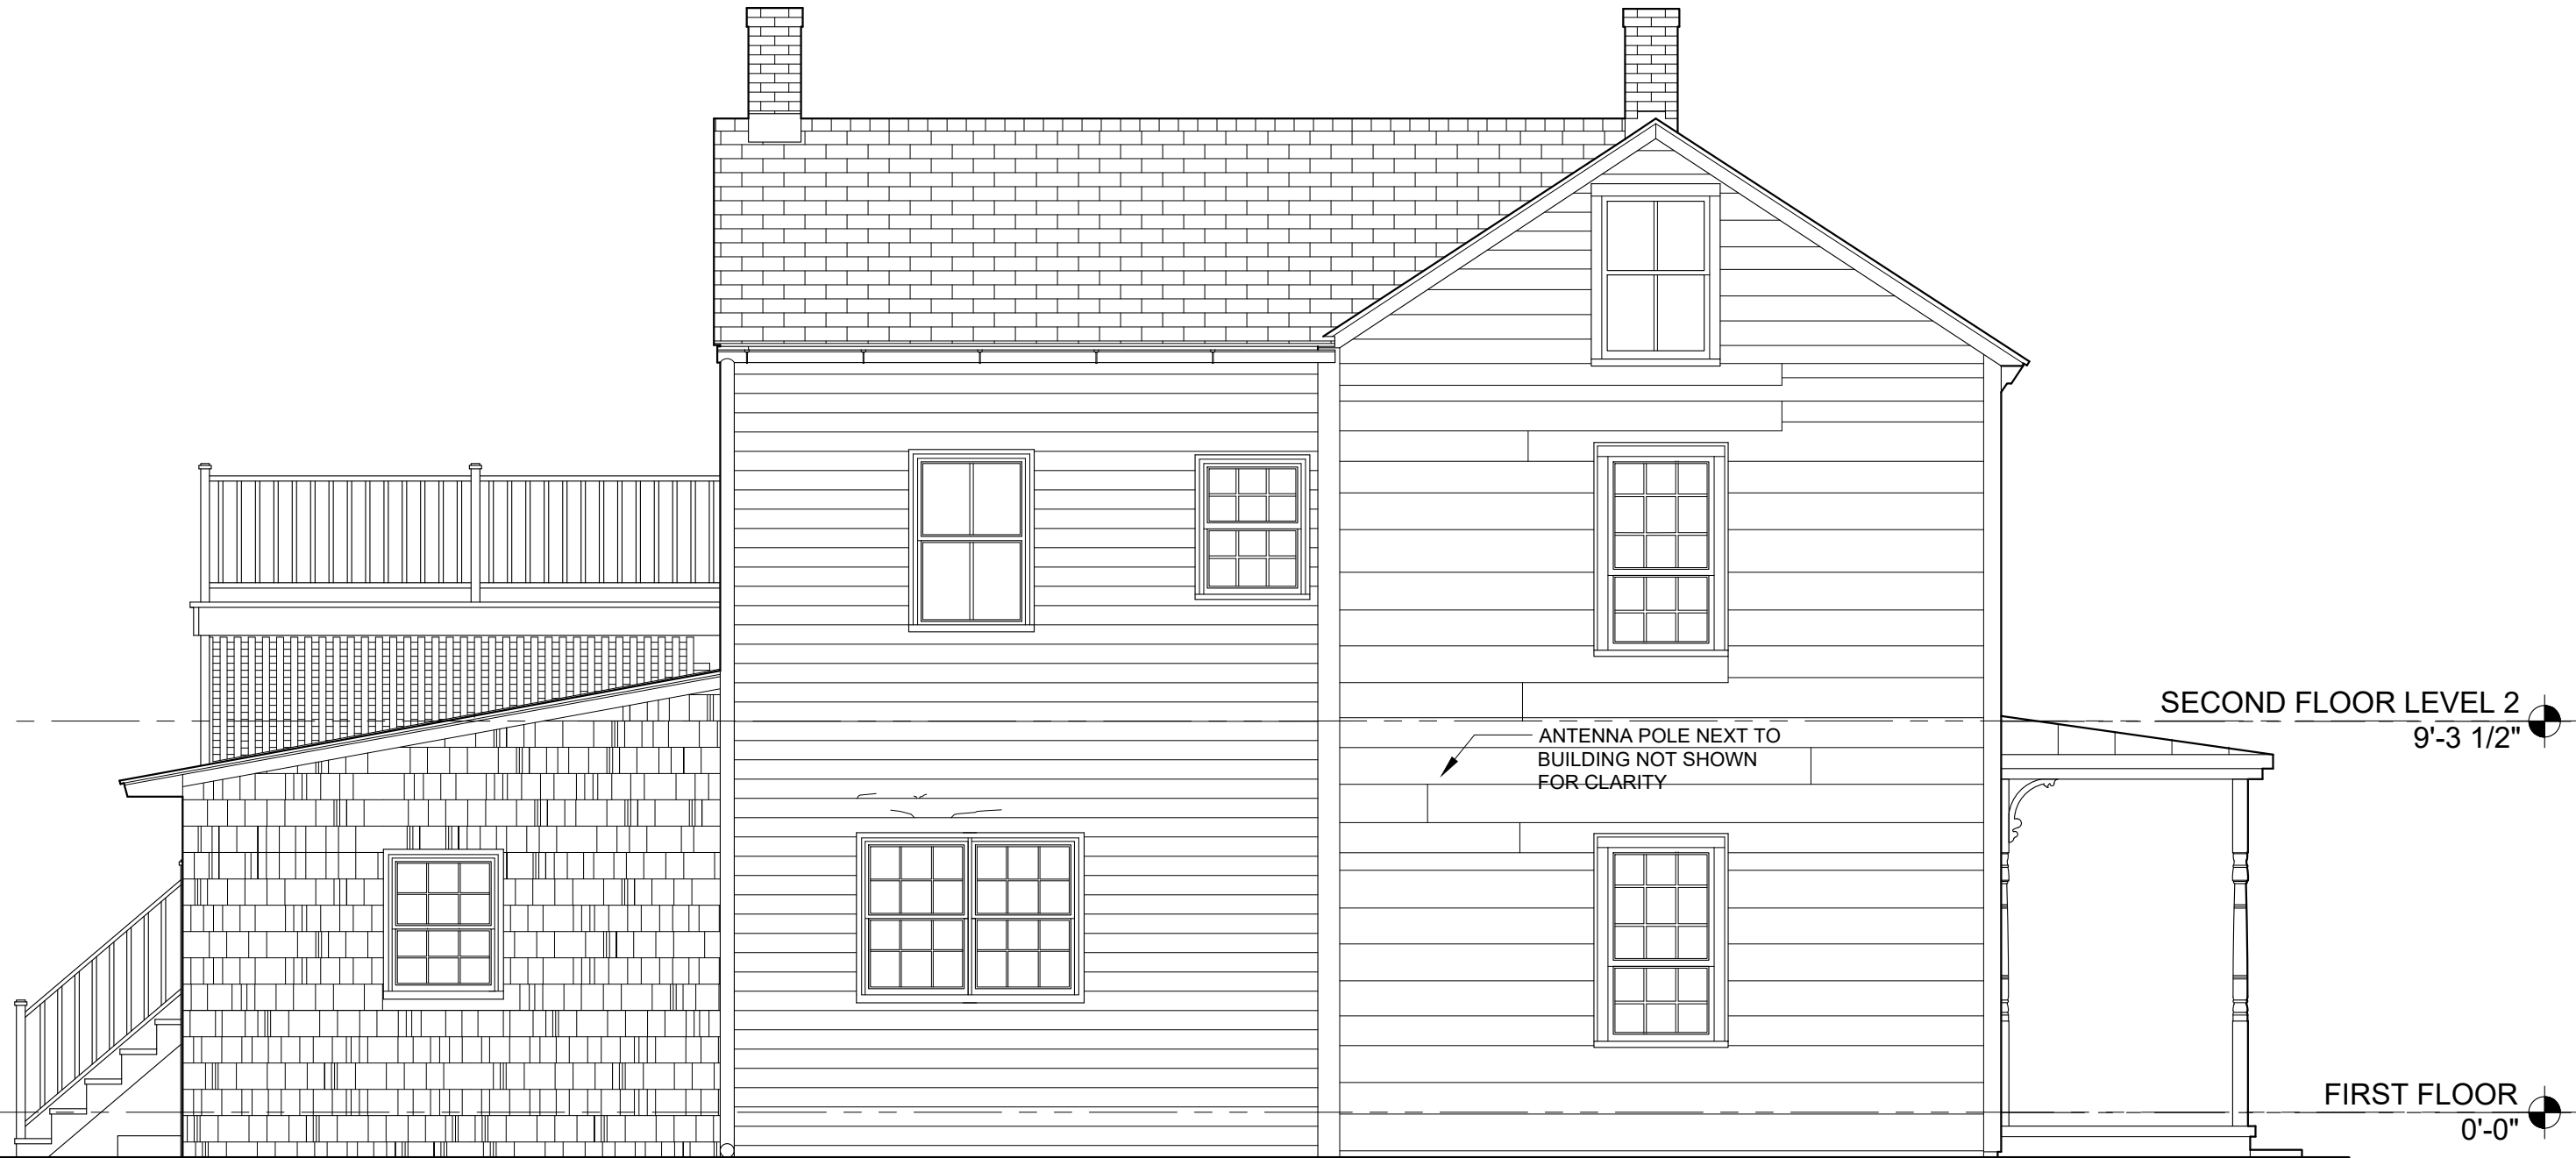 SECOND FLOOR LEVEL 2
9'-3 1/2"
ANTENNA POLE NEXT TO
BUILDING NOT SHOWN
FOR CLARITY
FIRST FLOOR
0'-0"